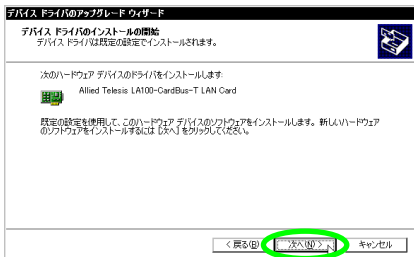 デバイス ドライバのアップグレード ウィザード
デバイス ドライバのインストールの開始
デバイス ドライバは既定の設定でインストールされます。
次のハードウェア デバイスのドライバをインストールします:
Allied Telesis LA100-CardBus-T LAN Card
既定の設定を使用して、このハードウェア デバイスのソフトウェアをインストールします。新しいハードウェア
のソフトウェアをインストールするには [次へ] をクリックしてください。
< 戻る(B)
次へ(N) >
キャンセル